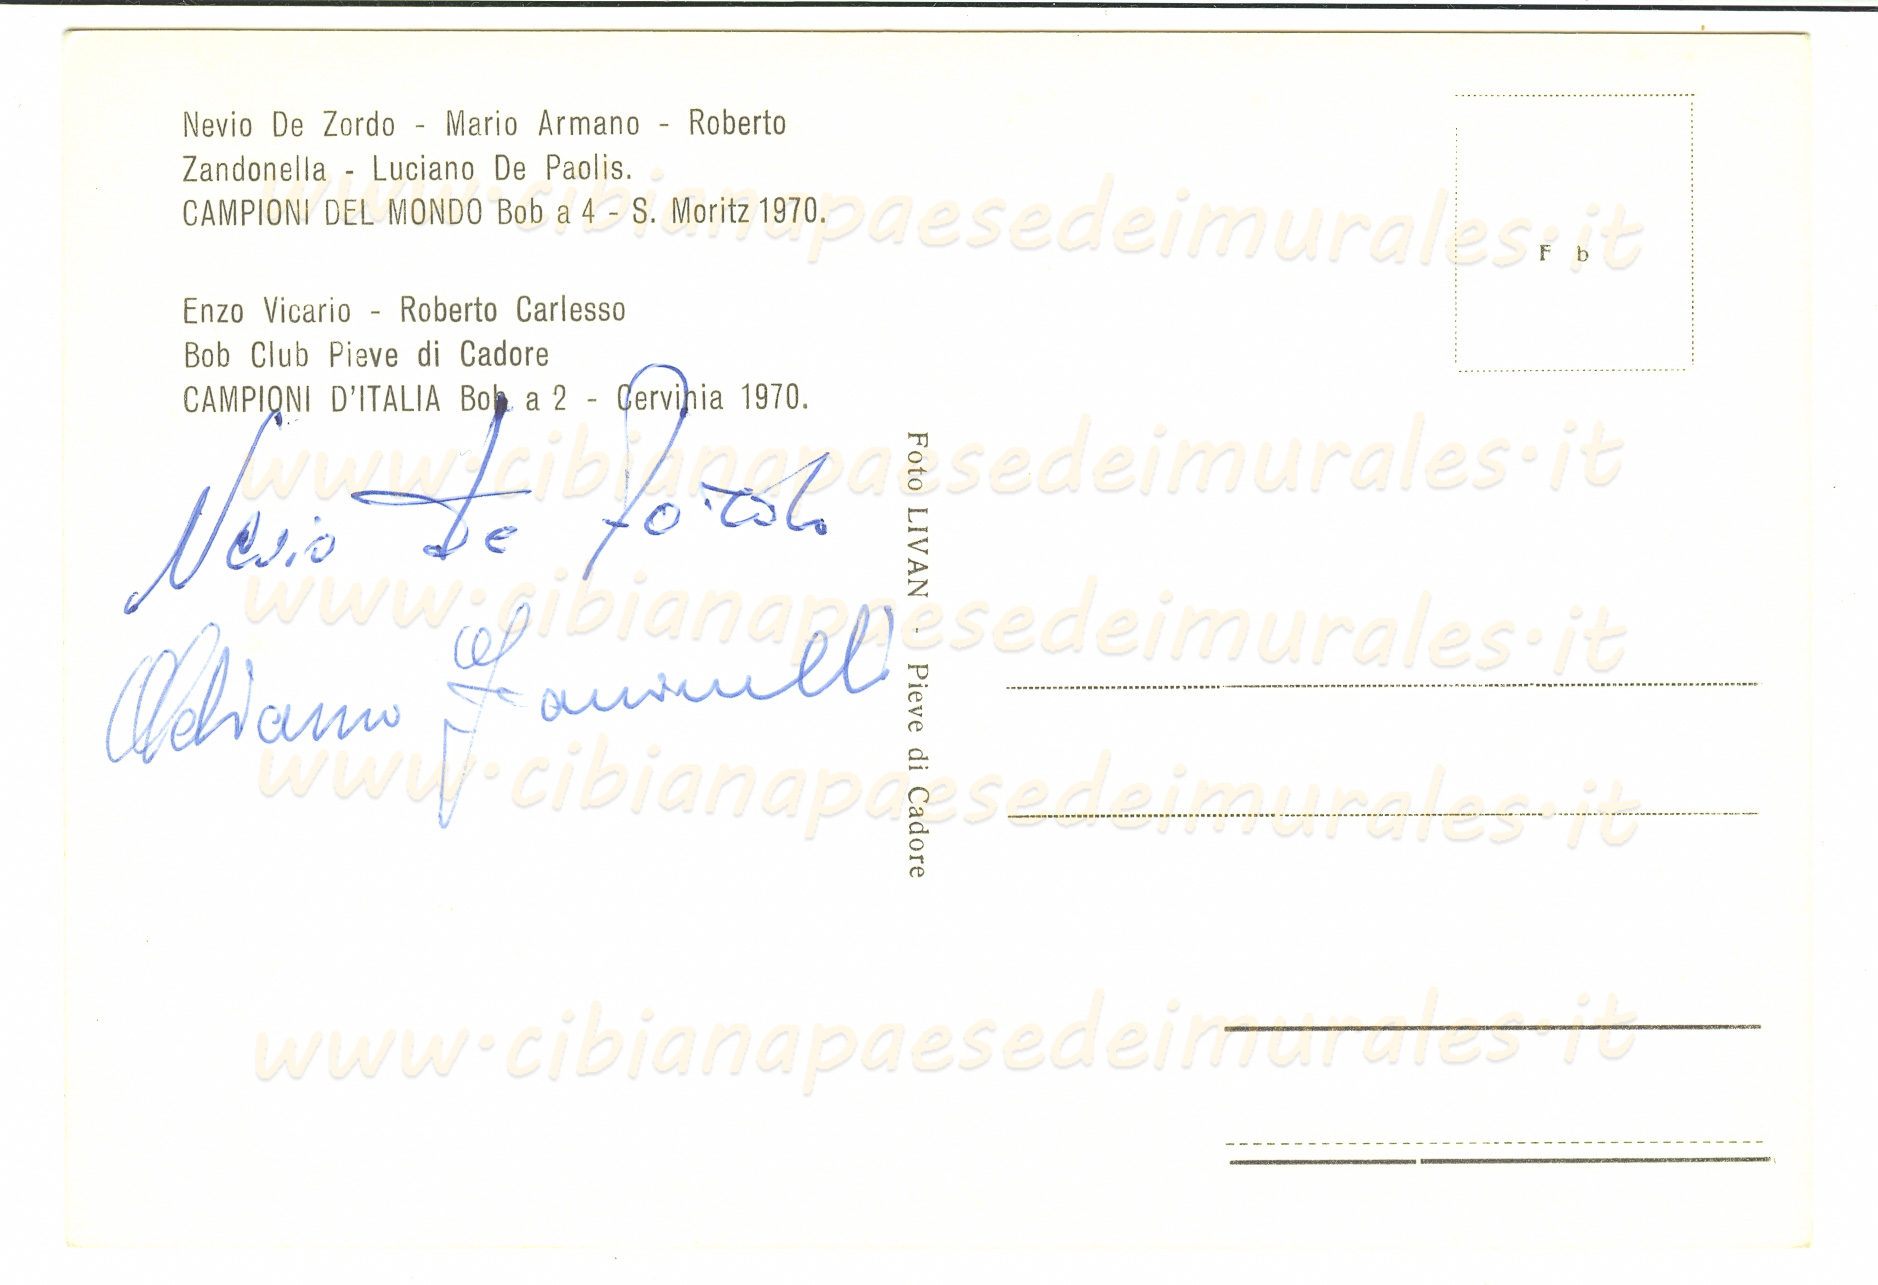 Nevio De Zordo - Mario Armano - Roberto
Zandonella - Luciano De Paolis.
CAMPIONI DEL MONDO Bob a 4 - S. Moritz 1970.
Enzo Vicario - Roberto Carlesso
Bob Club Pieve di Cadore
CAMPIONI D'ITALIA Bob a 2 - Cervinia 1970.
Nevio De Zordo
Adriano
F b
Foto LIVAN - Pieve di Cadore
www.cibianapaesedeimurales.it
www.cibianapaesedeimurales.it
www.cibianapaesedeimurales.it
www.cibianapaesedeimurales.it
www.cibianapaesedeimurales.it